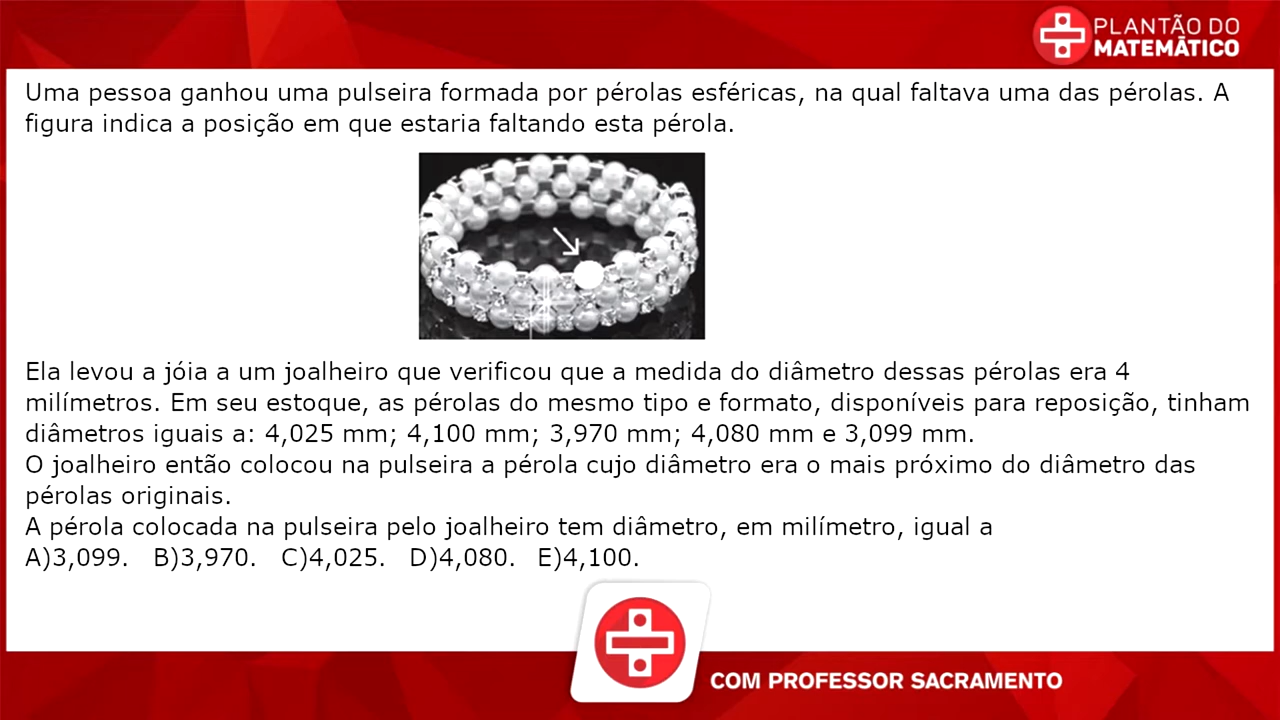 PLANTÃO DO
MATEMÁTICO
Uma pessoa ganhou uma pulseira formada por pérolas esféricas, na qual faltava uma das pérolas. A
figura indica a posição em que estaria faltando esta pérola.
Ela levou a jóia a um joalheiro que verificou que a medida do diâmetro dessas pérolas era 4
milímetros. Em seu estoque, as pérolas do mesmo tipo e formato, disponíveis para reposição, tinham
diâmetros iguais a: 4,025 mm; 4,100 mm; 3,970 mm; 4,080 mm e 3,099 mm.
O joalheiro então colocou na pulseira a pérola cujo diâmetro era o mais próximo do diâmetro das
pérolas originais.
A pérola colocada na pulseira pelo joalheiro tem diâmetro, em milímetro, igual a
A)3,099. B)3,970. C)4,025. D)4,080. E)4,100.
COM PROFESSOR SACRAMENTO